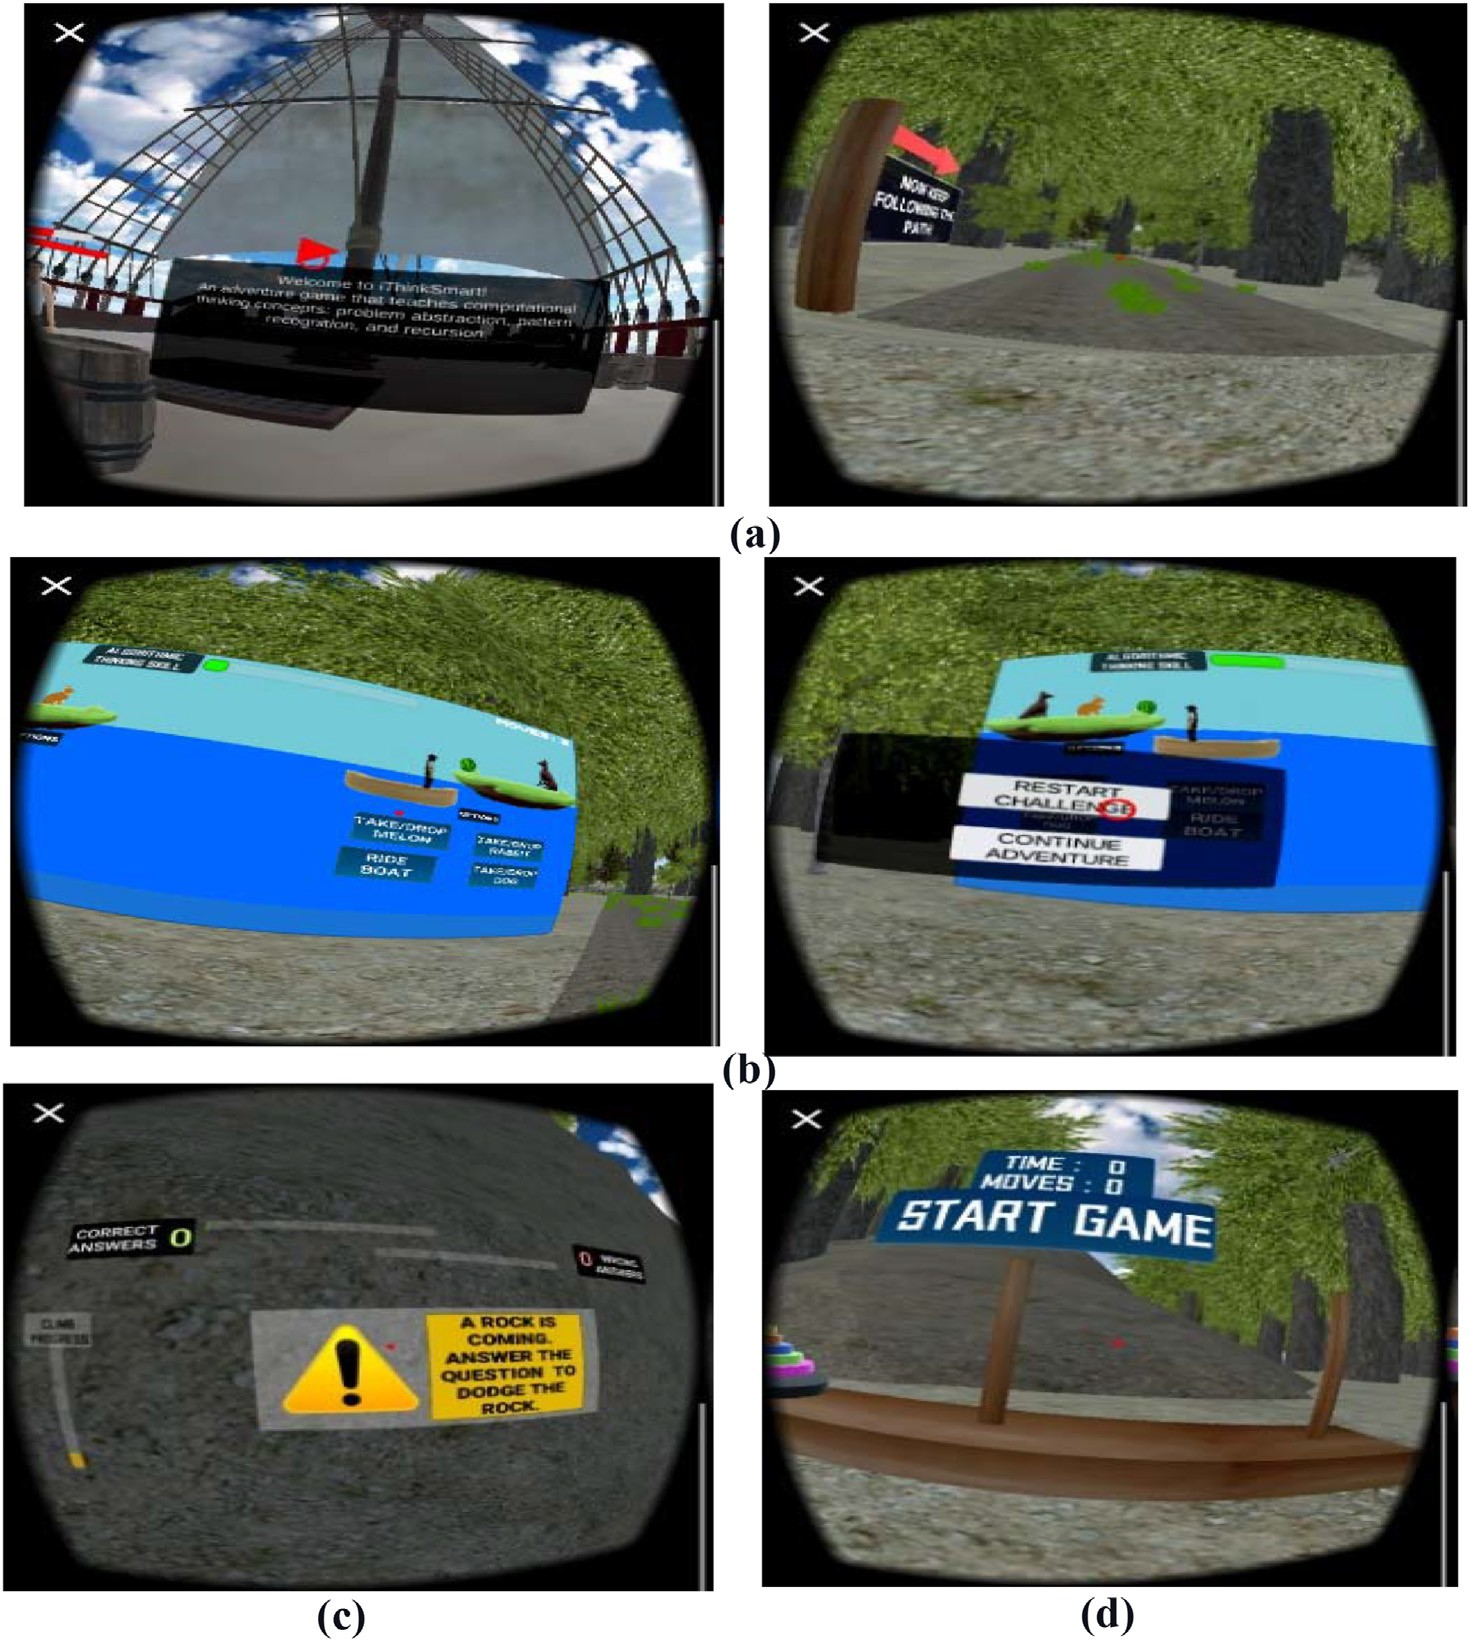 Welcome to iThinkSmart!
An adventure game that teaches computational
thinking concepts: problem abstraction, pattern
recognition, and recursion.
NOW KEEP
FOLLOWING THE
PATH
(a)
ALGORITHMIC
THINKING SKILL
TAKE/DROP
MELON
RIDE
BOAT
TAKE/DROP
RABBIT
TAKE/DROP
DOG
ALGORITHMIC
THINKING SKILL
RESTART
CHALLENGE
CONTINUE
ADVENTURE
TAKE/DROP
MELON
RIDE
BOAT
(b)
CORRECT
ANSWERS 0
0 WRONG
ANSWERS
CLIMB
PROGRESS
A ROCK IS
COMING.
ANSWER THE
QUESTION TO
DODGE THE
ROCK.
TIME : 0
MOVES : 0
START GAME
(c)
(d)